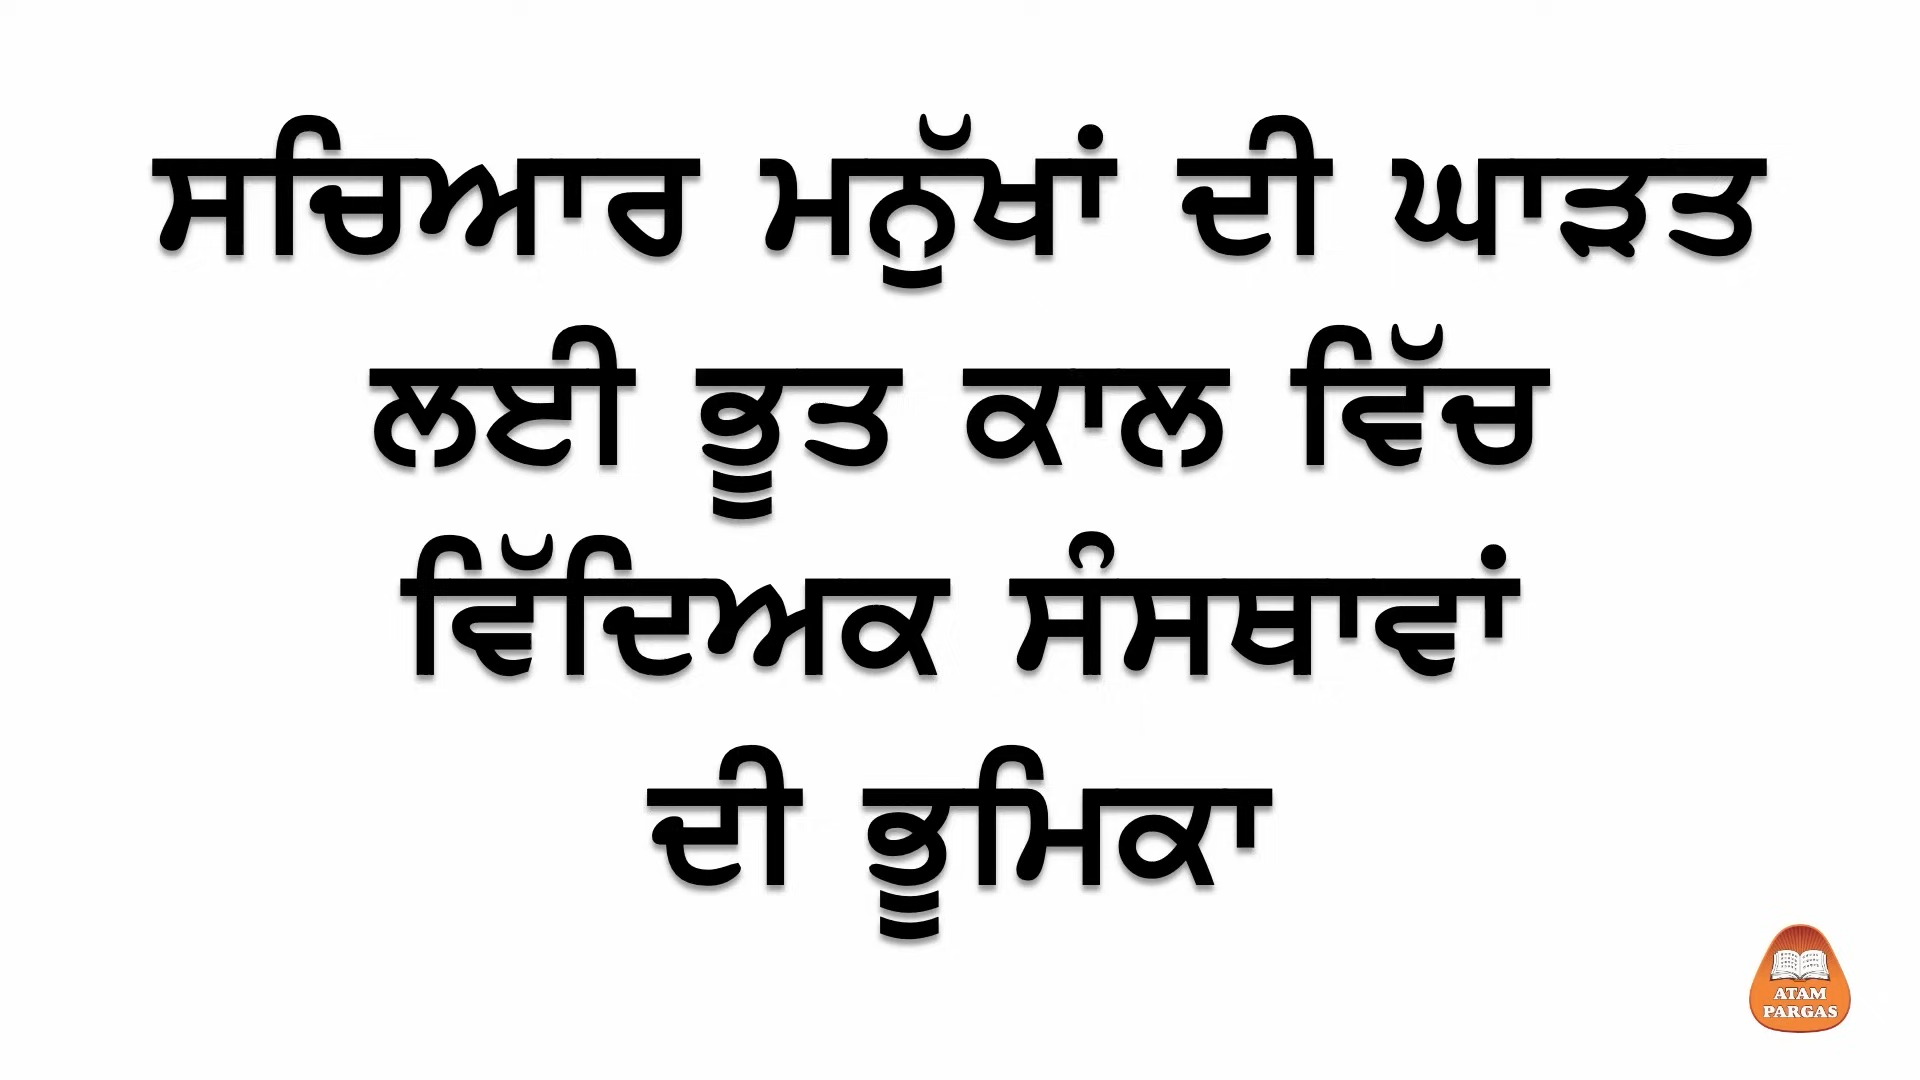 ਸਚਿਆਰ ਮਨੁੱਖਾਂ ਦੀ ਘਾੜਤ
ਲਈ ਭੂਤ ਕਾਲ ਵਿੱਚ
ਵਿੱਦਿਅਕ ਸੰਸਥਾਵਾਂ
ਦੀ ਭੂਮਿਕਾ
ATAM
PARGAS